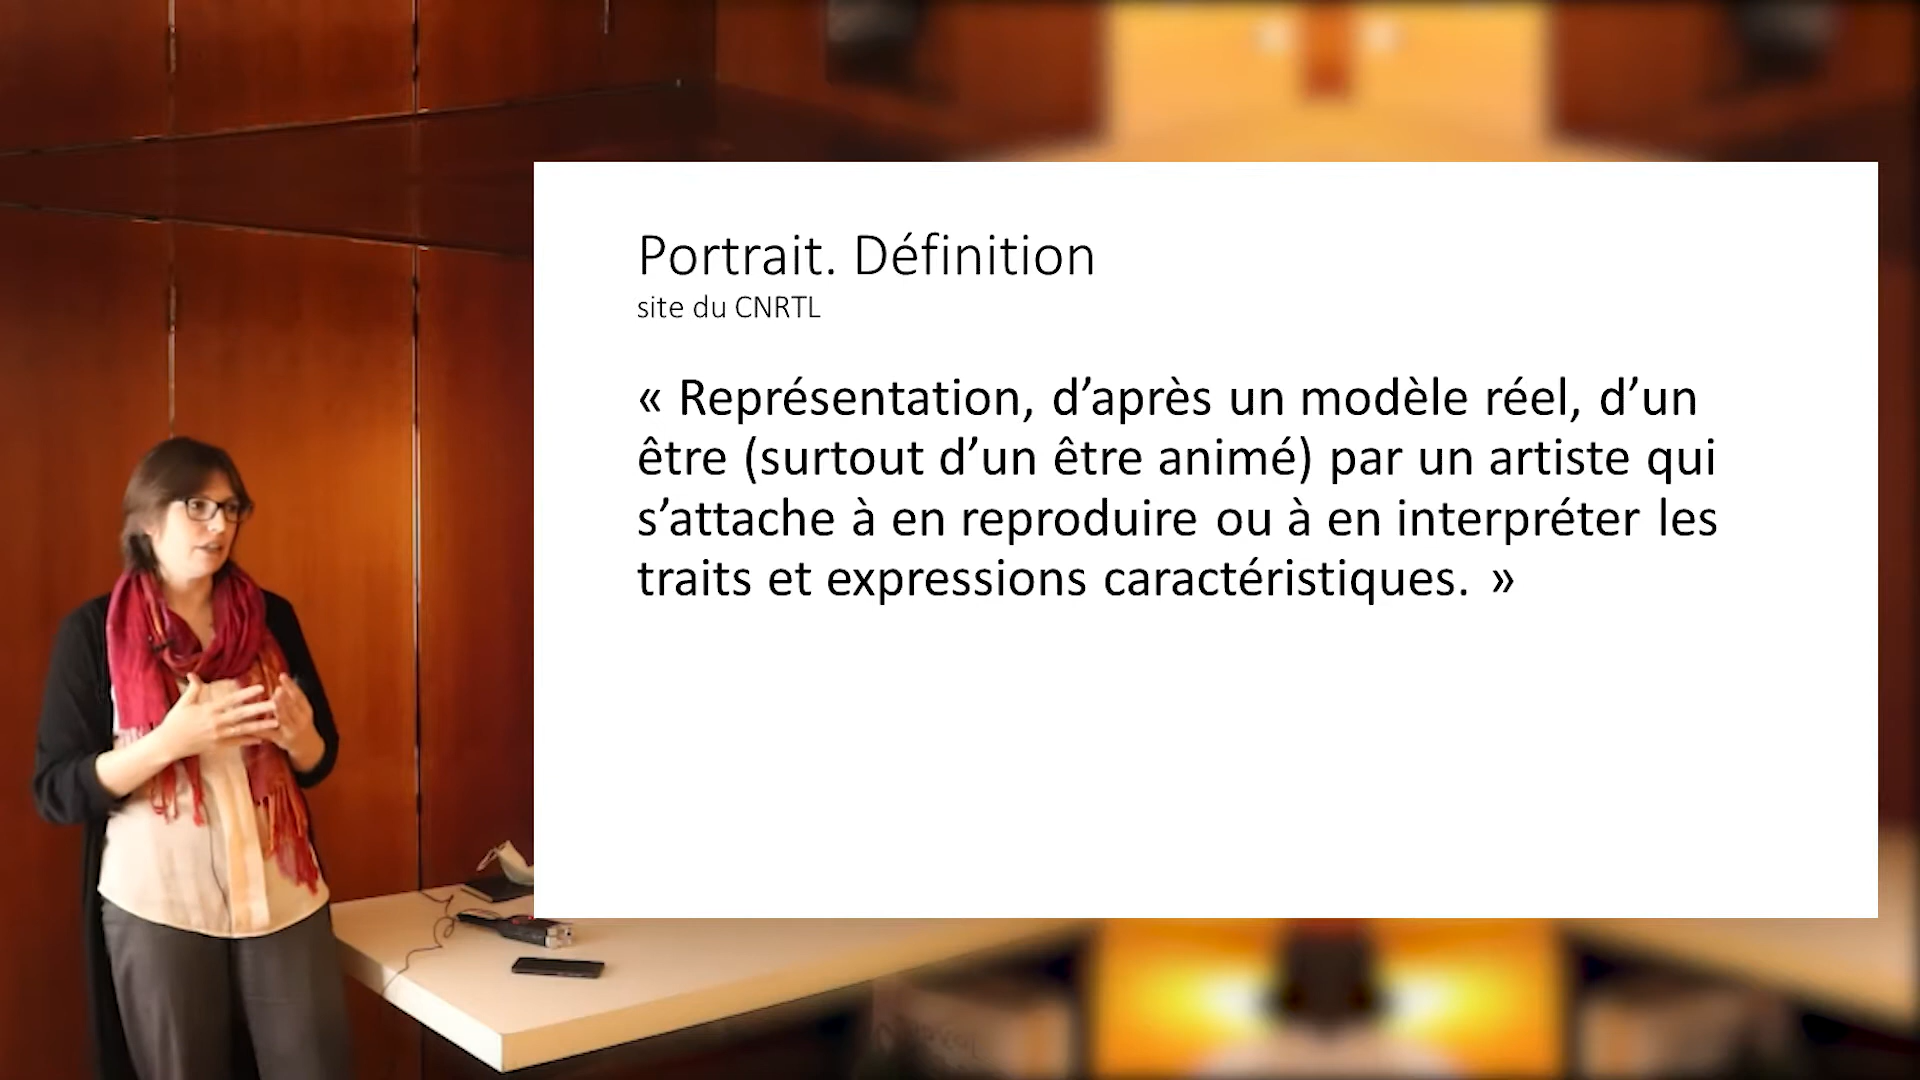 Portrait. Définition
site du CNRTL
« Représentation, d’après un modèle réel, d’un
être (surtout d’un être animé) par un artiste qui
s’attache à en reproduire ou à en interpréter les
traits et expressions caractéristiques. »